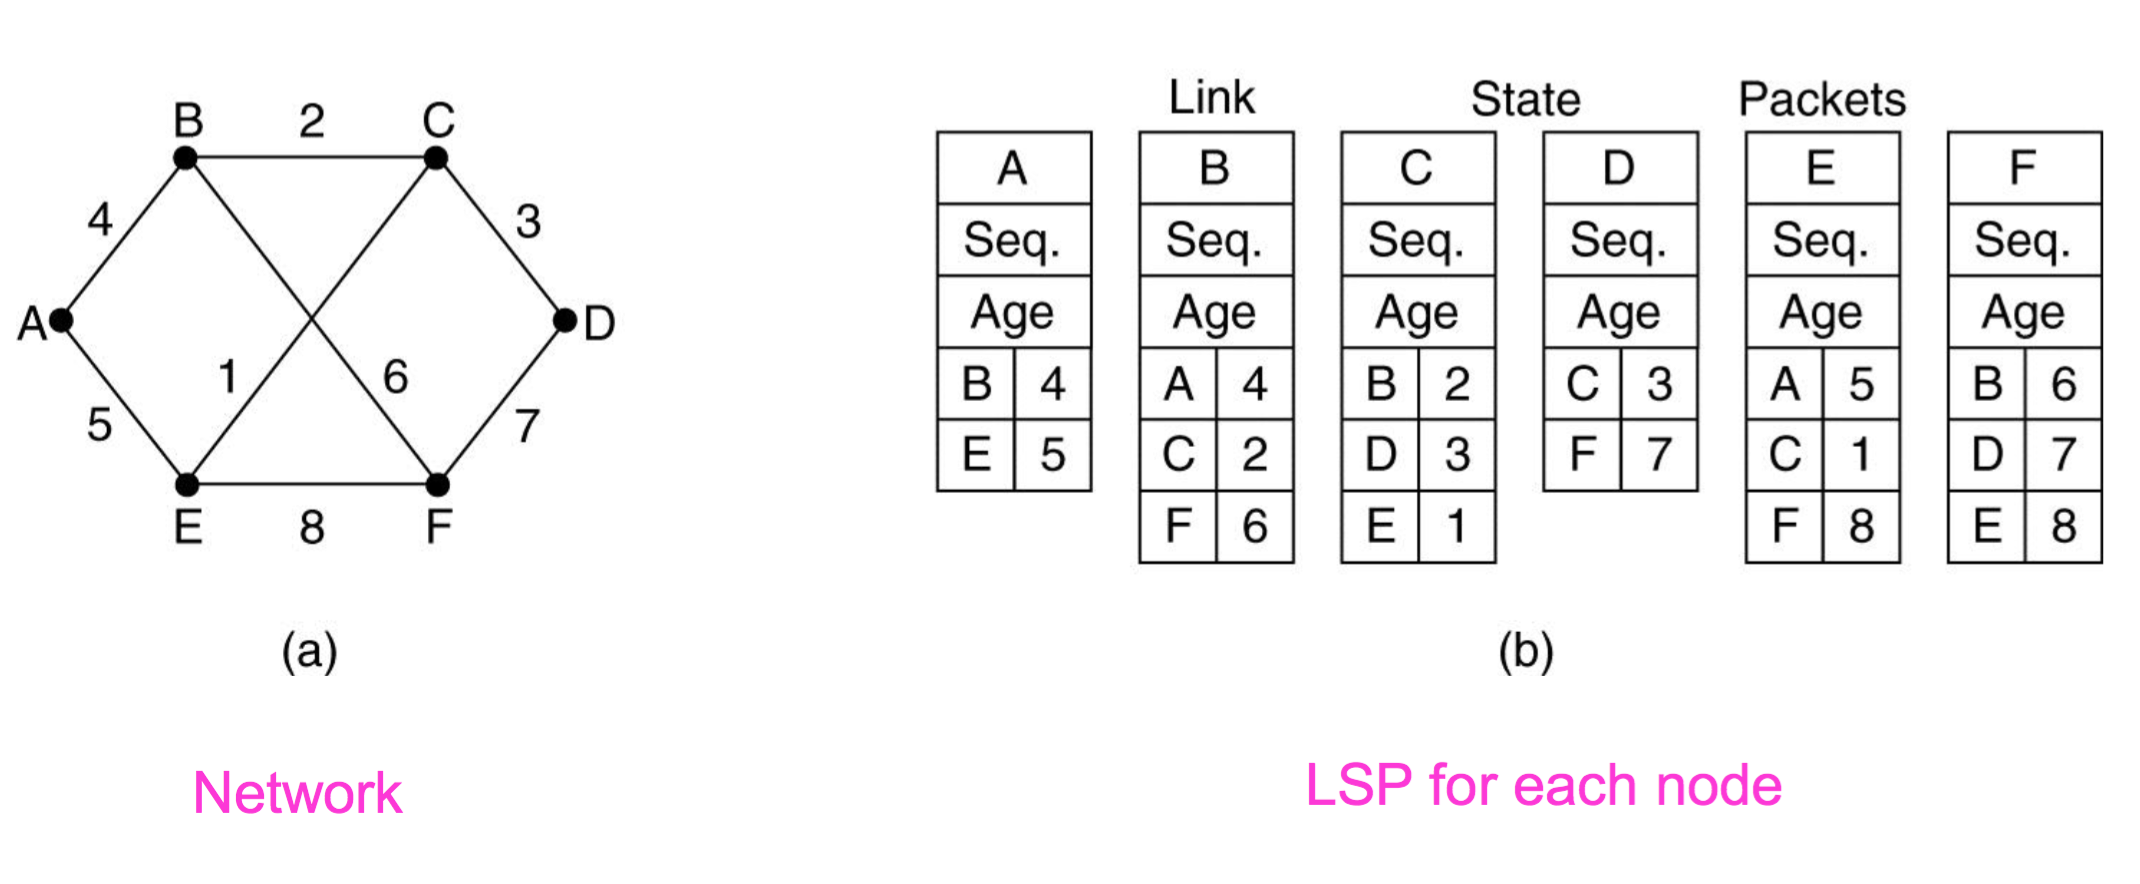 B 2 C
4 3
A D
1 6
5 7
E 8 F
(a)
Network
Link State Packets
A B C D E F
Seq. Seq. Seq. Seq. Seq. Seq.
Age Age Age Age Age Age
B 4 A 4 B 2 C 3 A 5 B 6
E 5 C 2 D 3 F 7 C 1 D 7
F 6 E 1 F 8 E 8
(b)
LSP for each node